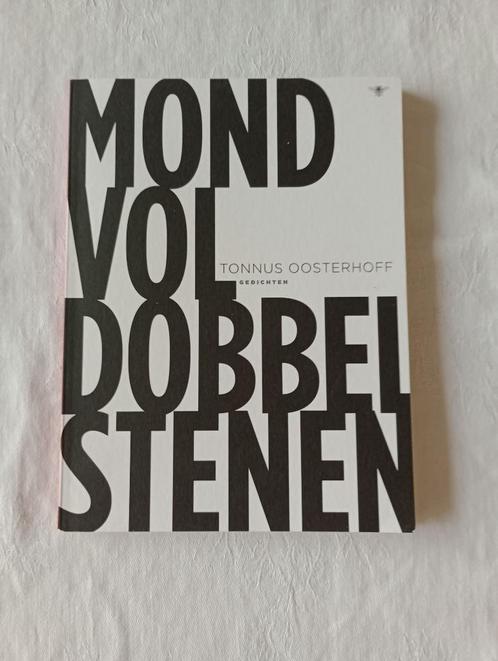 MOND
VOL
TONNUS OOSTERHOFF
GEDICHTEN
DOBBEL
STENEN